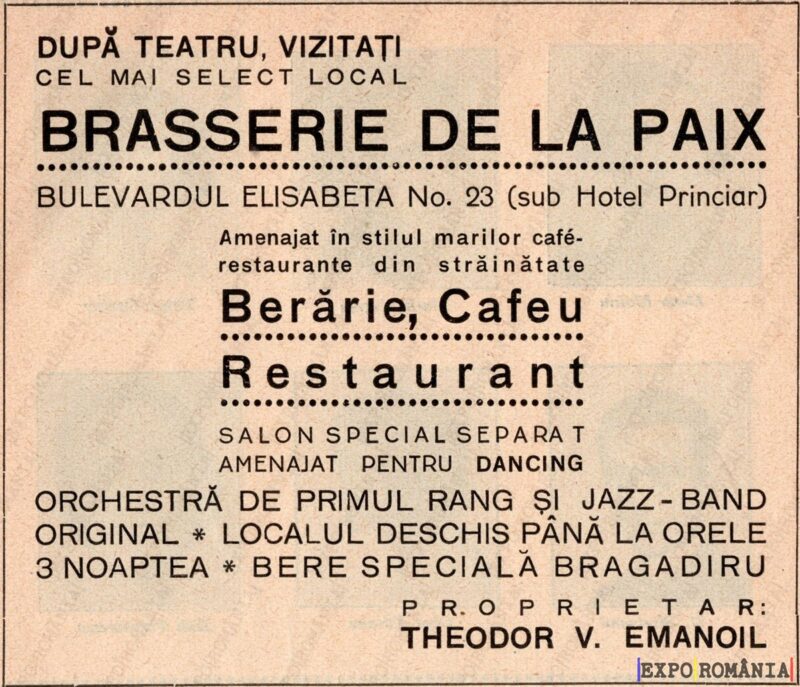 DUPĂ TEATRU, VIZITAȚI
CEL MAI SELECT LOCAL
BRASSERIE DE LA PAIX
BULEVARDUL ELISABETA No. 23 (sub Hotel Princiar)
Amenajat în stilul marilor café-
restaurante din străinătate
Berărie, Cafeu
Restaurant
SALON SPECIAL SEPARAT
AMENAJAT PENTRU DANCING
ORCHESTRĂ DE PRIMUL RANG ȘI JAZZ-BAND
ORIGINAL * LOCALUL DESCHIS PÂNĂ LA ORELE
3 NOAPTEA * BERE SPECIALĂ BRAGADIRU
PROPRIETAR:
THEODOR V. EMANOIL
EXPO ROMÂNIA